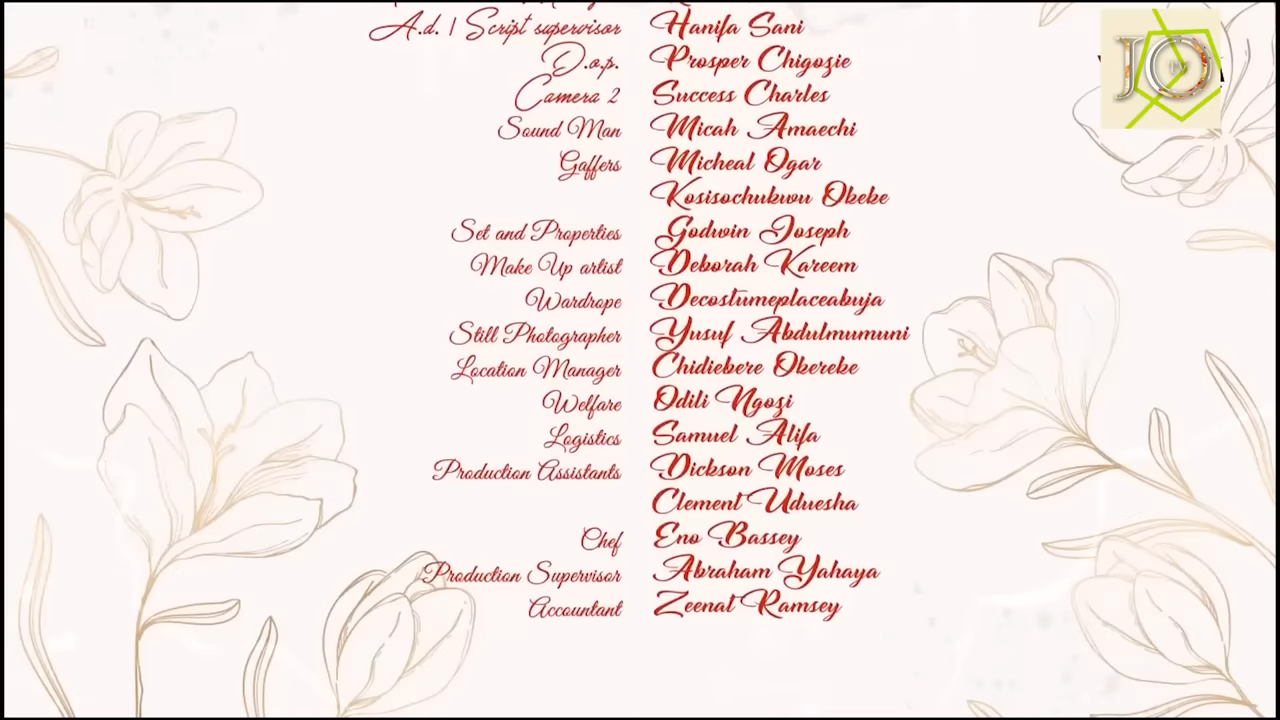 A.d. / Script supervisor Hanifa Sani
D.o.p. Prosper Chigozie
Camera 2 Success Charles
Sound Man Micah Amaechi
Gaffers Micheal Ogar
Kosisochukwu Okeke
Set and Properties Godwin Joseph
Make Up artist Deborah Kareem
Wardrope Decostumeplaceabuja
Still Photographer Yusuf Abdulmumuni
Location Manager Chidiebere Okereke
Welfare Odili Ngozi
Logistics Samuel Alifa
Production Assistants Dickson Moses
Clement Uduesha
Chef Eno Bassey
Production Supervisor Abraham Yahaya
Accountant Zeenat Ramsey
JO
TV